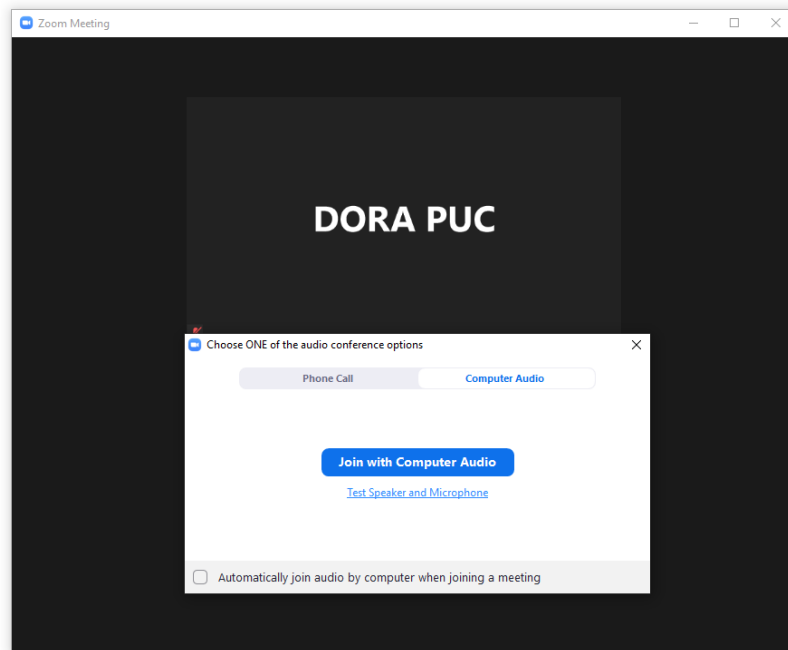 Zoom Meeting
DORA PUC
Choose ONE of the audio conference options
Phone Call
Computer Audio
Join with Computer Audio
Test Speaker and Microphone
Automatically join audio by computer when joining a meeting